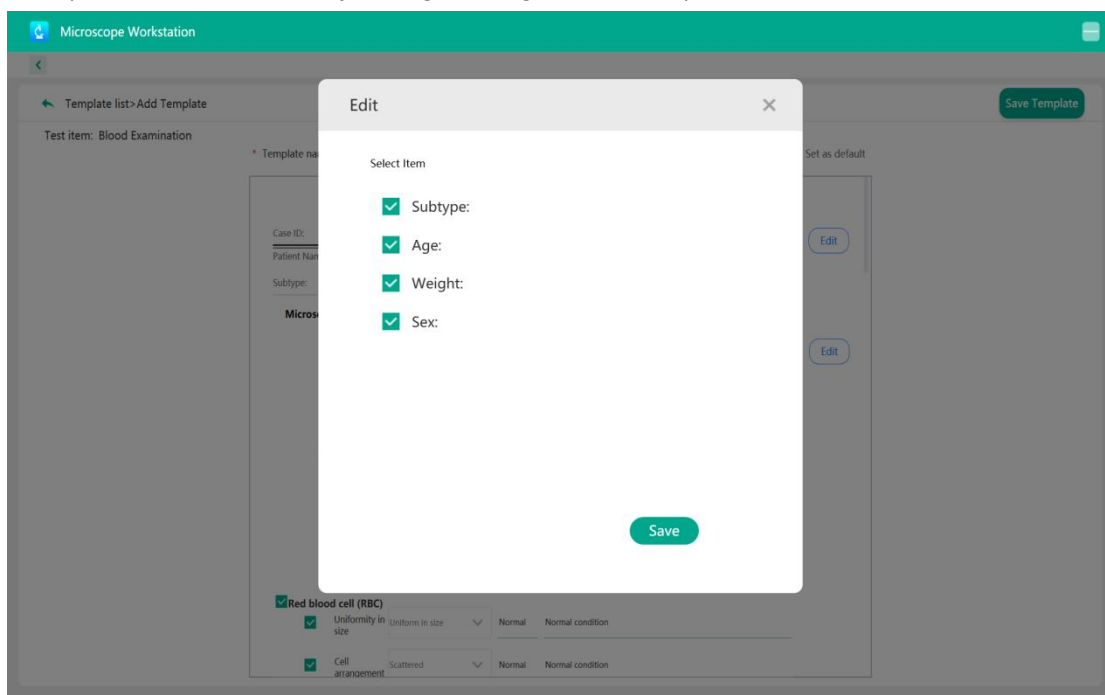 Microscope Workstation
Template list>Add Template
Edit
Save Template
Test item: Blood Examination
* Template na
Set as default
Select Item
Subtype:
Case ID:
Edit
Age:
Patient Nam
Subtype:
Weight:
Micros
Sex:
Edit
Save
Red blood cell (RBC)
Uniformity in size Uniform in size Normal Normal condition
Cell arrangement Scattered Normal Normal condition